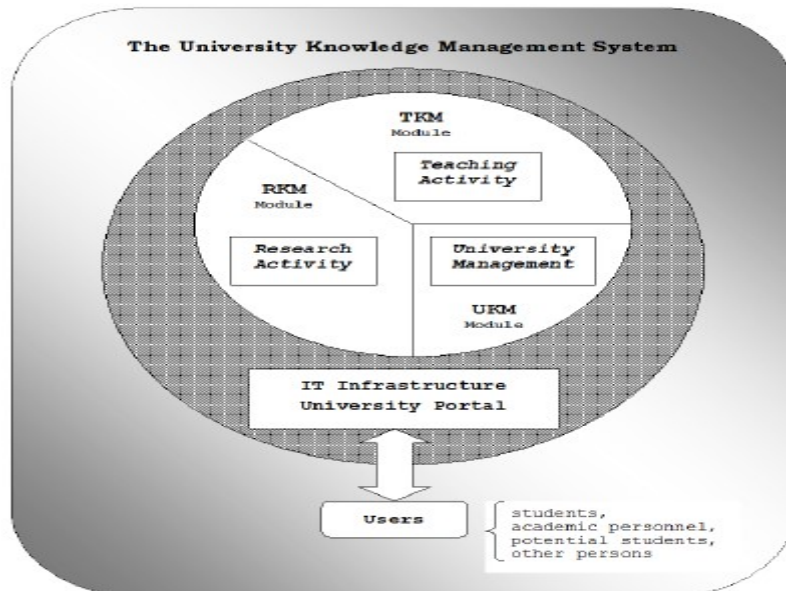 The University Knowledge Management System
TKM
Module
Teaching
Activity
RKM
Module
Research
Activity
University
Management
UKM
Module
IT Infrastructure
University Portal
Users
students,
academic personnel,
potential students,
other persons